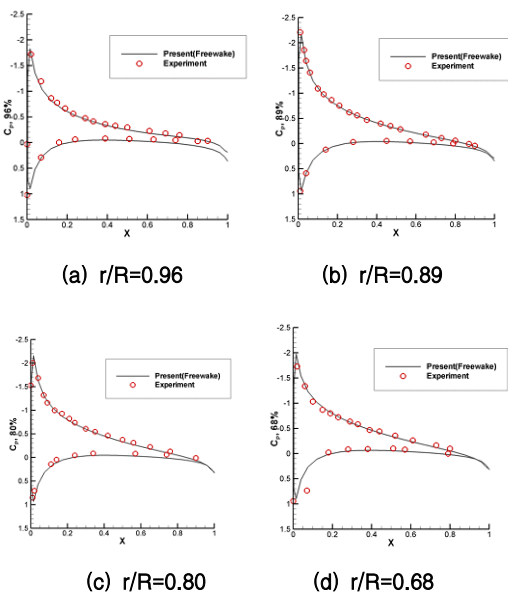 -2.5
-2
-1.5
-1
-0.5
0
0.5
1
1.5
Cp, 96%
0 0.2 0.4 0.6 0.8 1
X
Present(Freewake)
Experiment
(a) r/R=0.96
-2.5
-2
-1.5
-1
-0.5
0
0.5
1
1.5
Cp, 89%
0 0.2 0.4 0.6 0.8 1
X
Present(Freewake)
Experiment
(b) r/R=0.89
-2.5
-2
-1.5
-1
-0.5
0
0.5
1
1.5
Cp, 80%
0 0.2 0.4 0.6 0.8 1
X
Present(Freewake)
Experiment
(c) r/R=0.80
-2.5
-2
-1.5
-1
-0.5
0
0.5
1
1.5
Cp, 68%
0 0.2 0.4 0.6 0.8 1
X
Present(Freewake)
Experiment
(d) r/R=0.68